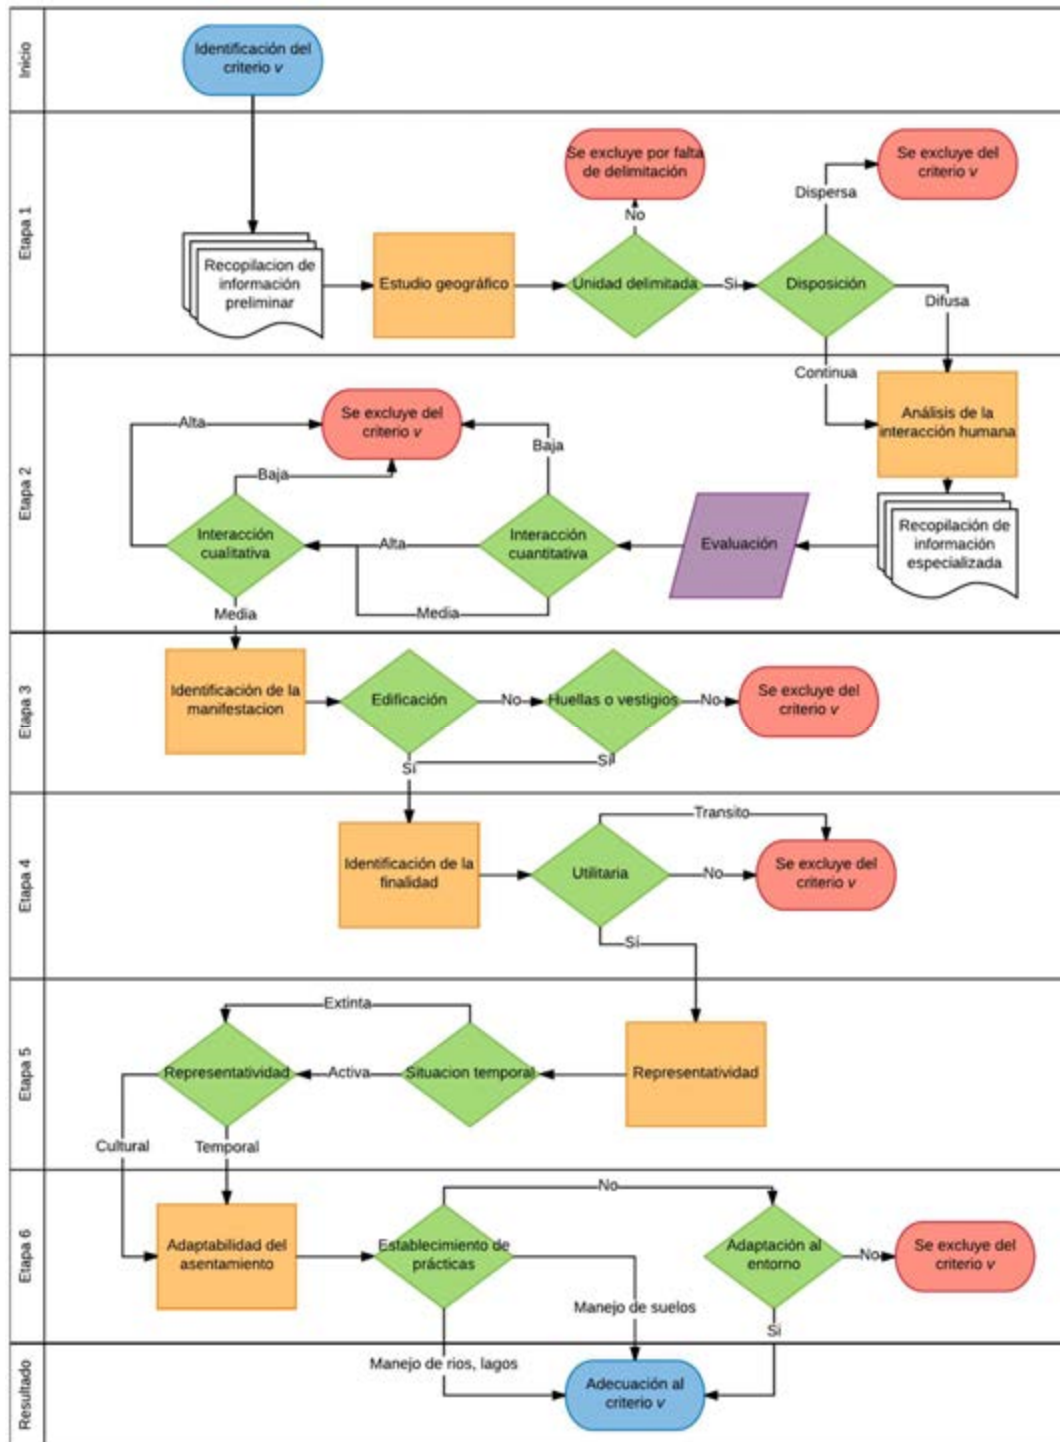 Inicio
Identificación del
criterio v
Etapa 1
Se excluye por falta
de delimitación
Se excluye del
criterio v
Dispersa
No
Recopilacion de
información
preliminar
Estudio geográfico
Unidad delimitada
Si
Disposición
Difusa
Continua
Etapa 2
Análisis de la
interacción humana
Alta
Se excluye del
criterio v
Baja
Baja
Interacción
cualitativa
Alta
Interacción
cuantitativa
Evaluación
Recopilación de
información
especializada
Media
Media
Etapa 3
Identificación de la
manifestacion
Edificación
No
Huellas o vestigios
No
Se excluye del
criterio v
Sí
Sí
Etapa 4
Transito
Identificación de la
finalidad
Utilitaria
No
Se excluye del
criterio v
Sí
Etapa 5
Extinta
Representatividad
Activa
Situacion temporal
Representatividad
Cultural
Temporal
Etapa 6
No
Adaptabilidad del
asentamiento
Establecimiento de
prácticas
Adaptación al
entorno
No
Se excluye del
criterio v
Manejo de suelos
Sí
Resultado
Manejo de rios, lagos
Adecuación al
criterio v